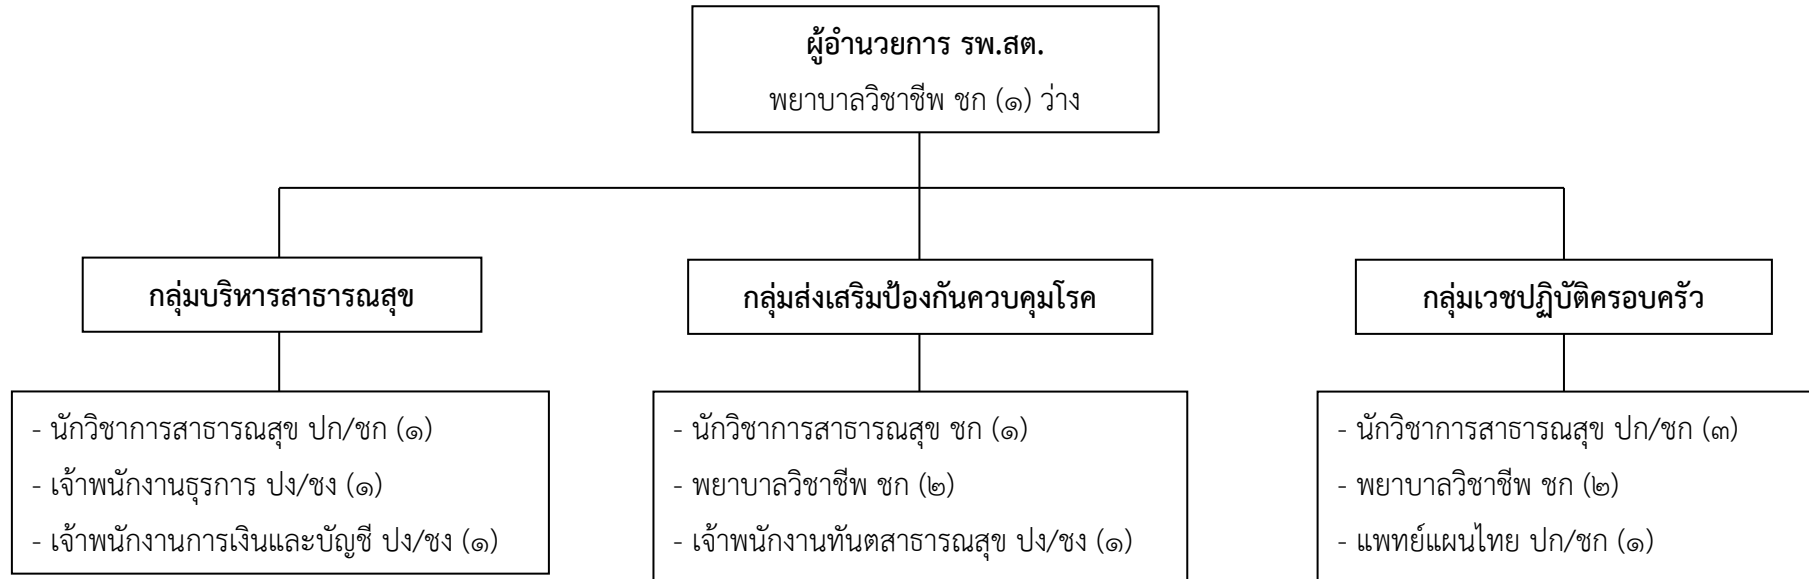 ผู้อำนวยการ รพ.สต.
พยาบาลวิชาชีพ ชก (๑) ว่าง
กลุ่มบริหารสาธารณสุข
กลุ่มส่งเสริมป้องกันควบคุมโรค
กลุ่มเวชปฏิบัติครอบครัว
- นักวิชาการสาธารณสุข ปก/ชก (๑)
- เจ้าพนักงานธุรการ ปง/ชง (๑)
- เจ้าพนักงานการเงินและบัญชี ปง/ชง (๑)
- นักวิชาการสาธารณสุข ชก (๑)
- พยาบาลวิชาชีพ ชก (๒)
- เจ้าพนักงานทันตสาธารณสุข ปง/ชง (๑)
- นักวิชาการสาธารณสุข ปก/ชก (๓)
- พยาบาลวิชาชีพ ชก (๒)
- แพทย์แผนไทย ปก/ชก (๑)